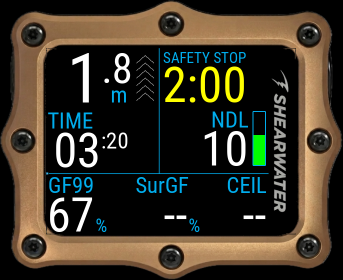 1.8 m
SAFETY STOP
2:00
TIME
03:20
NDL
10
SHEARWATER
GF99 SurGF CEIL
67% --% --